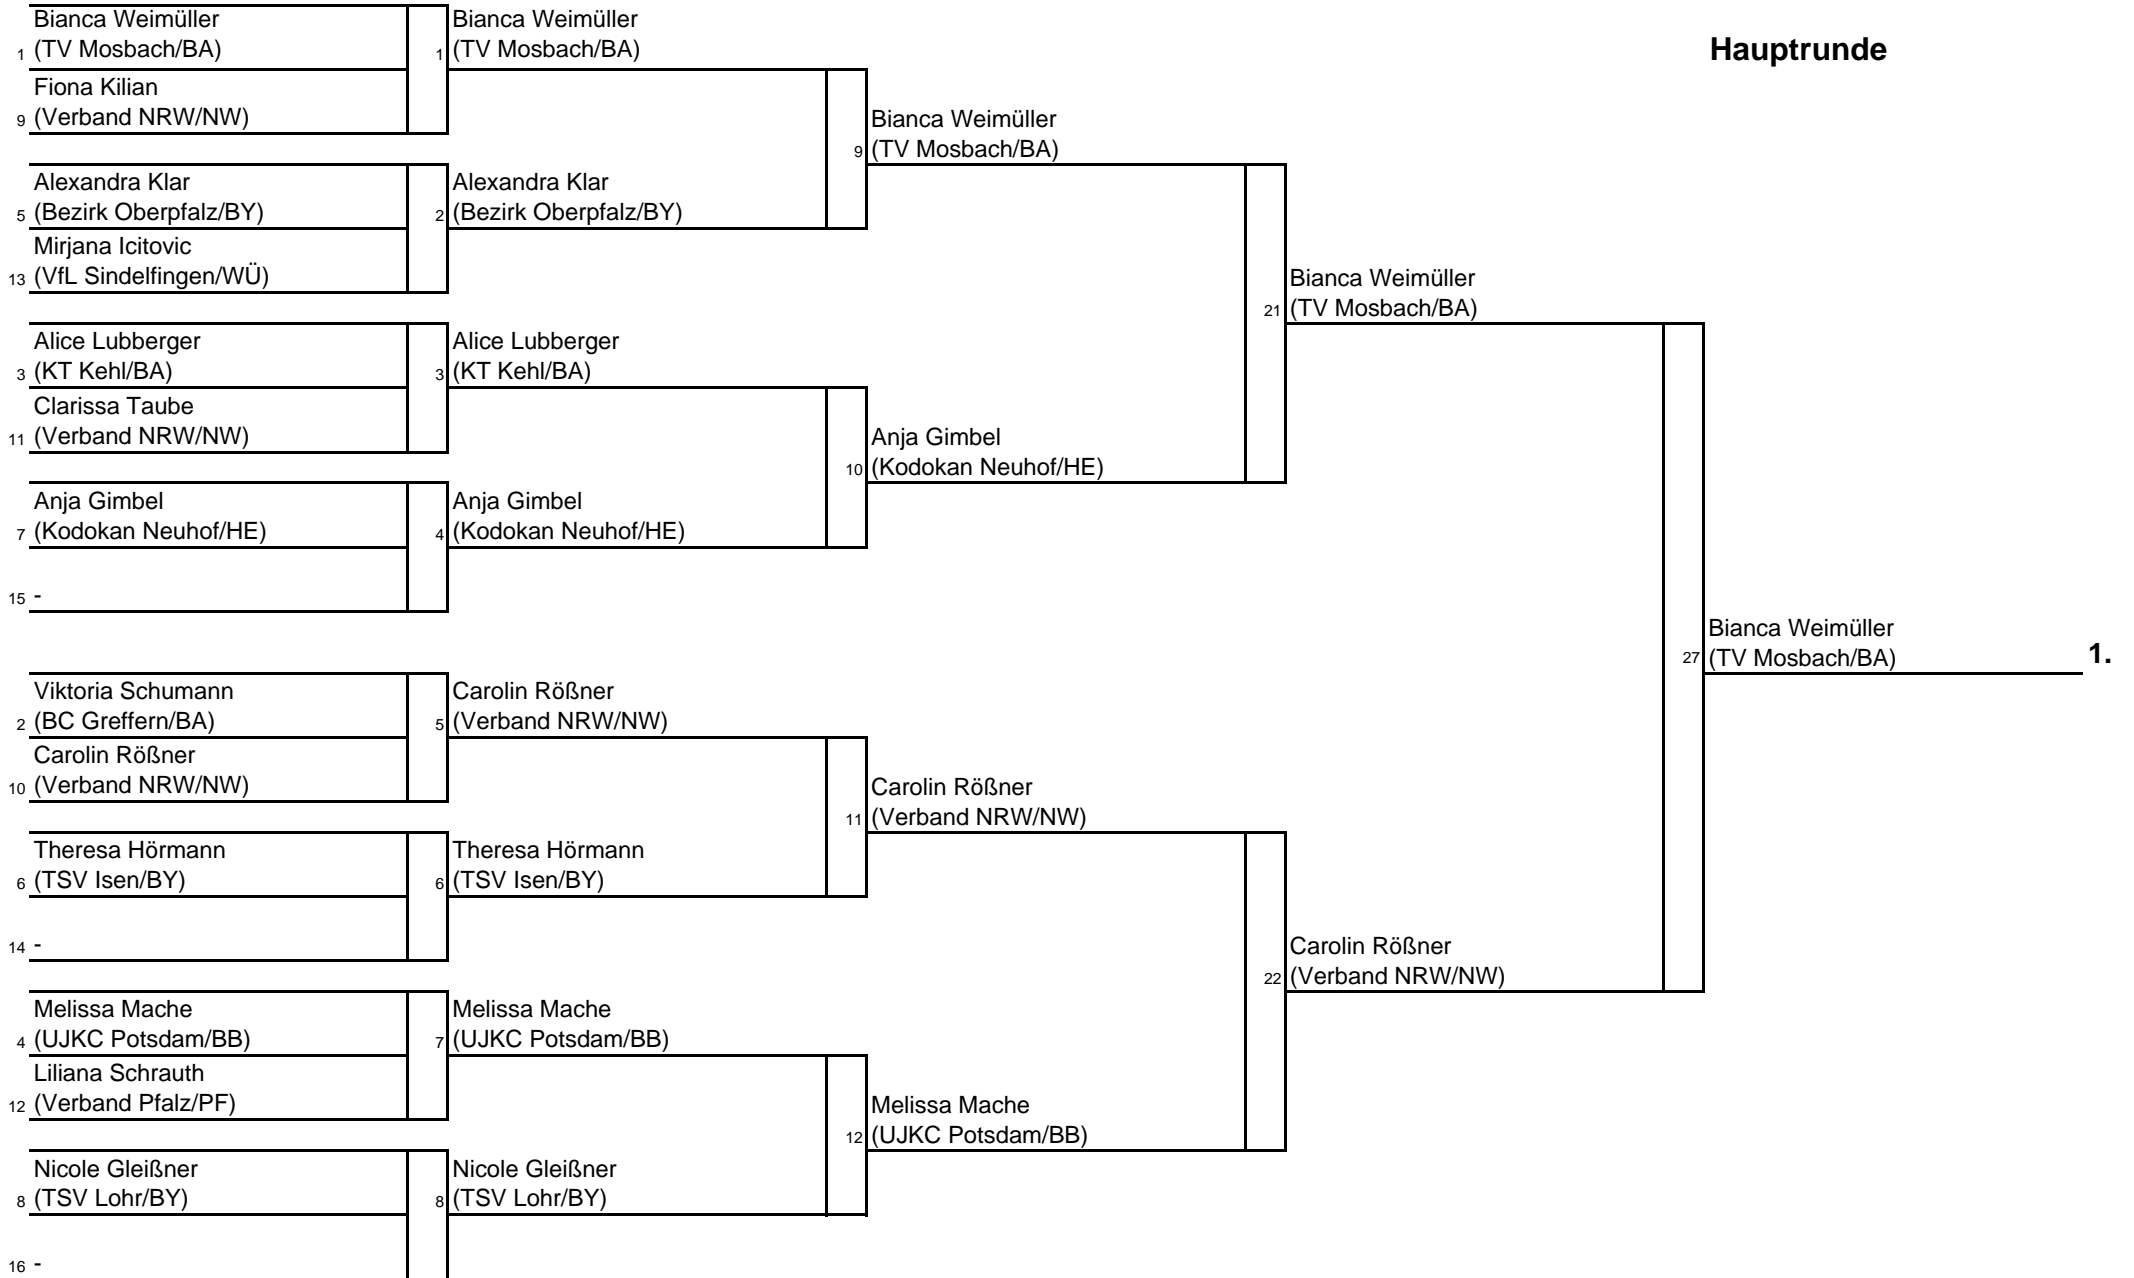 Hauptrunde
Bianca Weimüller
1 (TV Mosbach/BA)
Fiona Kilian
9 (Verband NRW/NW)
Alexandra Klar
5 (Bezirk Oberpfalz/BY)
Mirjana Icitovic
13 (VfL Sindelfingen/WÜ)
Alice Lubberger
3 (KT Kehl/BA)
Clarissa Taube
11 (Verband NRW/NW)
Anja Gimbel
7 (Kodokan Neuhof/HE)
15 -
Viktoria Schumann
2 (BC Greffern/BA)
Carolin Rößner
10 (Verband NRW/NW)
Theresa Hörmann
6 (TSV Isen/BY)
14 -
Melissa Mache
4 (UJKC Potsdam/BB)
Liliana Schrauth
12 (Verband Pfalz/PF)
Nicole Gleißner
8 (TSV Lohr/BY)
16 -
Bianca Weimüller
1 (TV Mosbach/BA)
Alexandra Klar
2 (Bezirk Oberpfalz/BY)
Alice Lubberger
3 (KT Kehl/BA)
Anja Gimbel
4 (Kodokan Neuhof/HE)
Carolin Rößner
5 (Verband NRW/NW)
Theresa Hörmann
6 (TSV Isen/BY)
Melissa Mache
7 (UJKC Potsdam/BB)
Nicole Gleißner
8 (TSV Lohr/BY)
Bianca Weimüller
9 (TV Mosbach/BA)
Anja Gimbel
10 (Kodokan Neuhof/HE)
Carolin Rößner
11 (Verband NRW/NW)
Melissa Mache
12 (UJKC Potsdam/BB)
Bianca Weimüller
21 (TV Mosbach/BA)
Carolin Rößner
22 (Verband NRW/NW)
Bianca Weimüller
27 (TV Mosbach/BA) 1.